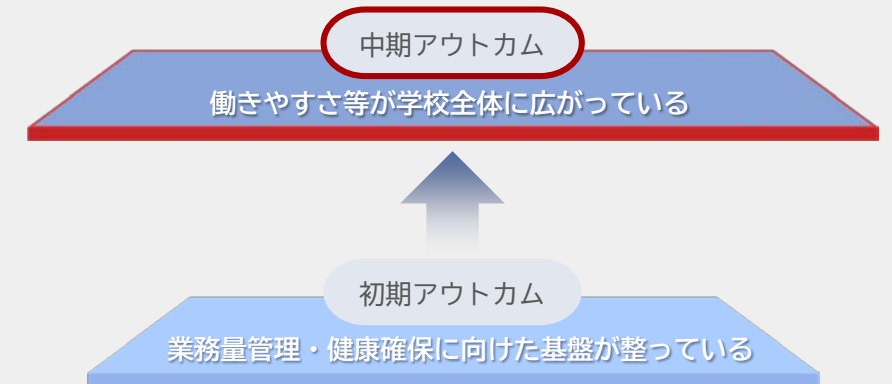 中期アウトカム
働きやすさ等が学校全体に広がっている
初期アウトカム
業務量管理・健康確保に向けた基盤が整っている